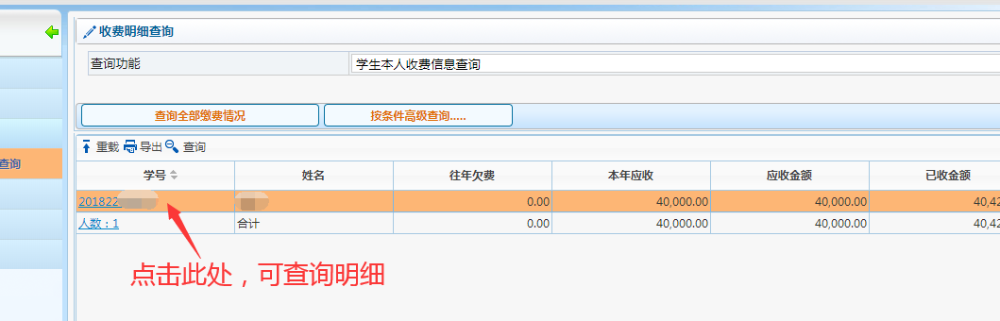 收费明细查询
查询功能 学生本人收费信息查询
查询全部缴费情况 按条件高级查询.....
重载 导出 查询
查询
学号 姓名 往年欠费 本年应收 应收金额 已收金额
201822 0.00 40,000.00 40,000.00 40,42
人数：1 合计 0.00 40,000.00 40,000.00 40,42
点击此处，可查询明细